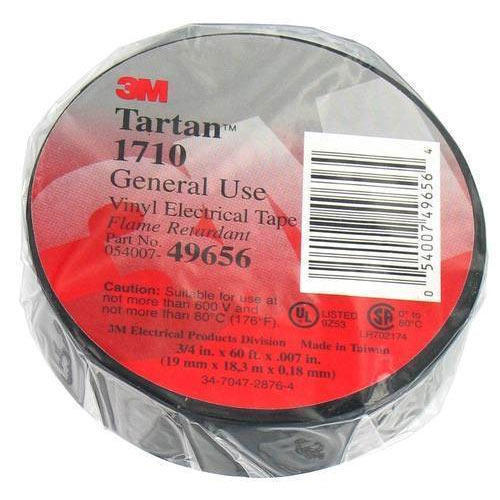 3M
Tartan™
1710
General Use
Vinyl Electrical Tape
Flame Retardant
Part No.
054007- 49656
Caution: Suitable for use at
not more than 600 V and
not more than 80°C (176°F).
UL LISTED
9Z53
SA 0° to
80°C
LR702174
3M Electrical Products Division Made in Taiwan
3/4 in. x 60 ft. x .007 in.
(19 mm x 18,3 m x 0,18 mm)
34-7047-2876-4
0 54007 49656 4